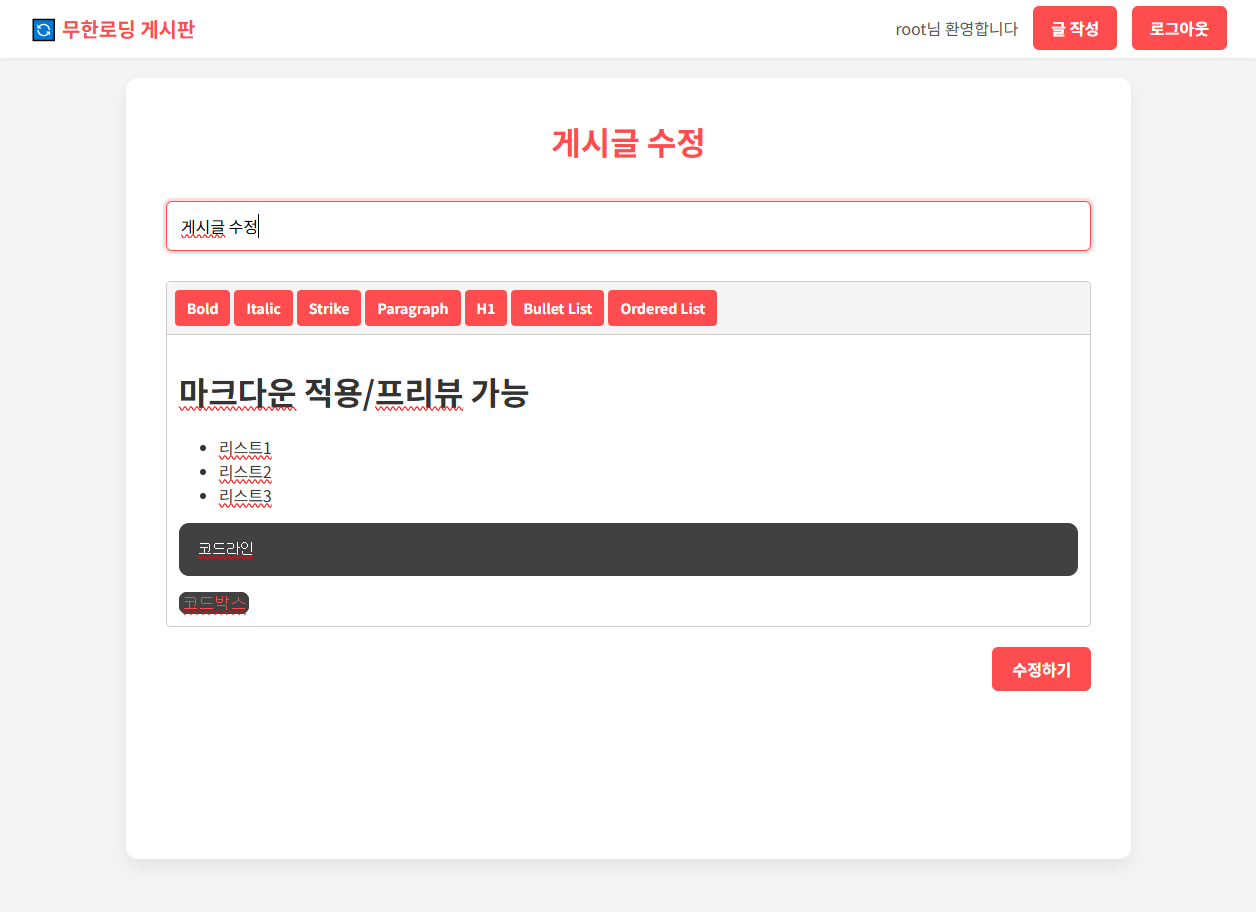 무한로딩 게시판
root님 환영합니다 글 작성 로그아웃
게시글 수정
게시글 수정
Bold Italic Strike Paragraph H1 Bullet List Ordered List
마크다운 적용/프리뷰 가능
리스트1
리스트2
리스트3
코드라인
코드박스
수정하기